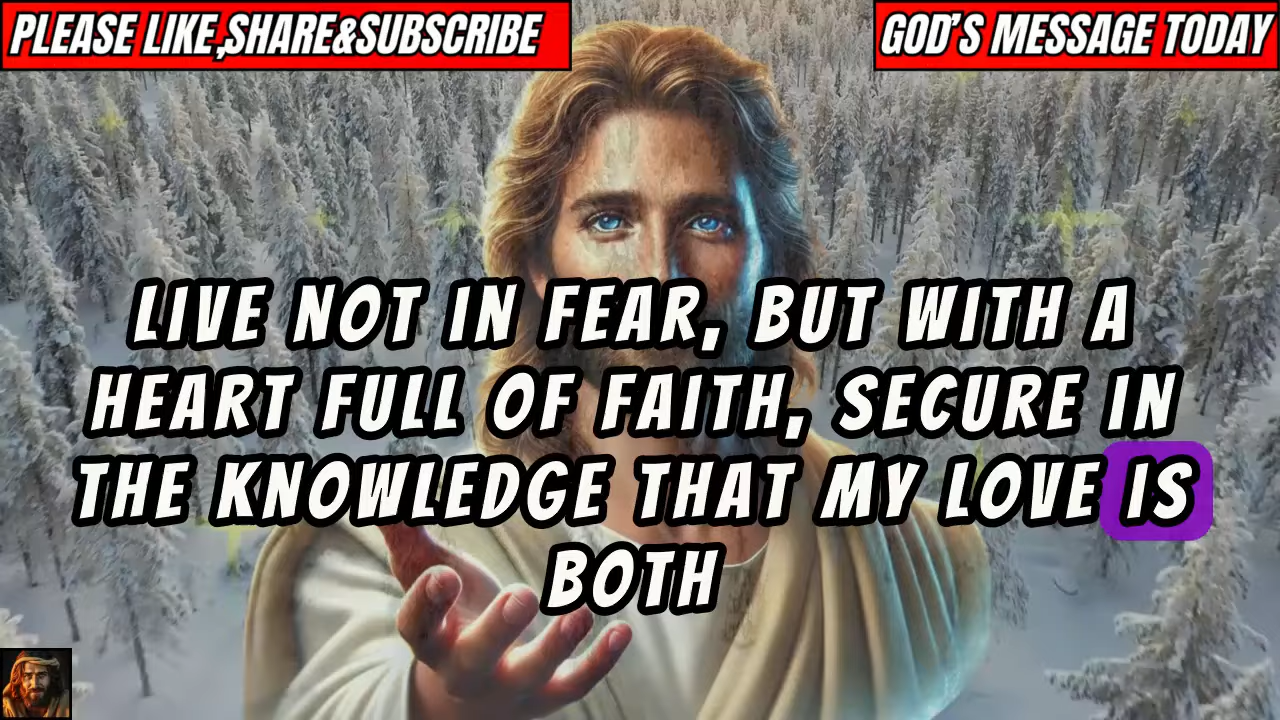 PLEASE LIKE,SHARE&SUBSCRIBE
GOD'S MESSAGE TODAY
LIVE NOT IN FEAR, BUT WITH A
HEART FULL OF FAITH, SECURE IN
THE KNOWLEDGE THAT MY LOVE IS
BOTH